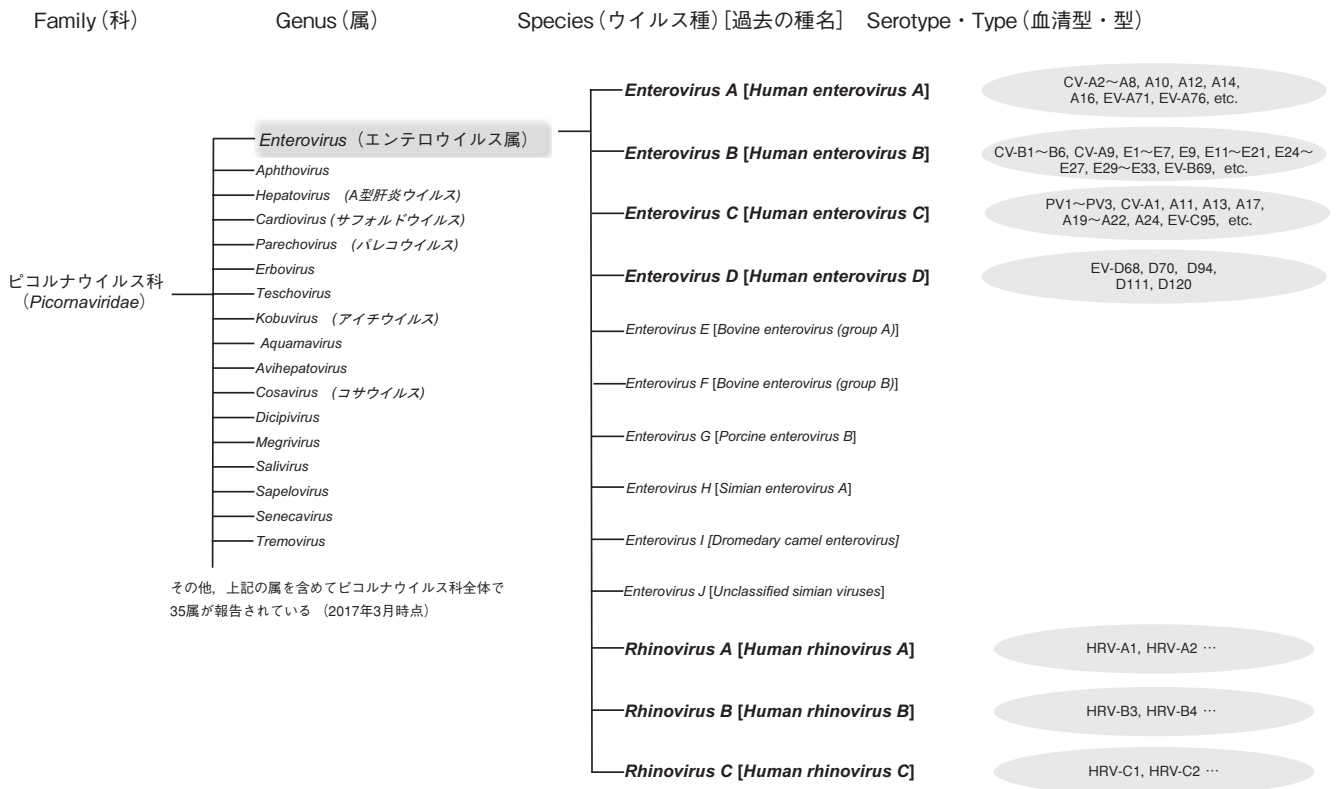 Family（科）
Genus（属）
Species（ウイルス種）[過去の種名]
Serotype・Type（血清型・型）
ピコルナウイルス科
（Picornaviridae）
Enterovirus（エンテロウイルス属）
Aphthovirus
Hepatovirus (A型肝炎ウイルス)
Cardiovirus (サフォルドウイルス)
Parechovirus (パレコウイルス)
Erbovirus
Teschovirus
Kobuvirus (アイチウイルス)
Aquamavirus
Avihepatovirus
Cosavirus (コサウイルス)
Dicipivirus
Megrivirus
Salivirus
Sapelovirus
Senecavirus
Tremovirus
その他，上記の属を含めてピコルナウイルス科全体で
35属が報告されている （2017年3月時点）
Enterovirus A [Human enterovirus A]
CV-A2～A8, A10, A12, A14,
A16, EV-A71, EV-A76, etc.
Enterovirus B [Human enterovirus B]
CV-B1～B6, CV-A9, E1～E7, E9, E11～E21, E24～
E27, E29～E33, EV-B69, etc.
Enterovirus C [Human enterovirus C]
PV1～PV3, CV-A1, A11, A13, A17,
A19～A22, A24, EV-C95, etc.
Enterovirus D [Human enterovirus D]
EV-D68, D70, D94,
D111, D120
Enterovirus E [Bovine enterovirus (group A)]
Enterovirus F [Bovine enterovirus (group B)]
Enterovirus G [Porcine enterovirus B]
Enterovirus H [Simian enterovirus A]
Enterovirus I [Dromedary camel enterovirus]
Enterovirus J [Unclassified simian viruses]
Rhinovirus A [Human rhinovirus A]
HRV-A1, HRV-A2 …
Rhinovirus B [Human rhinovirus B]
HRV-B3, HRV-B4 …
Rhinovirus C [Human rhinovirus C]
HRV-C1, HRV-C2 …